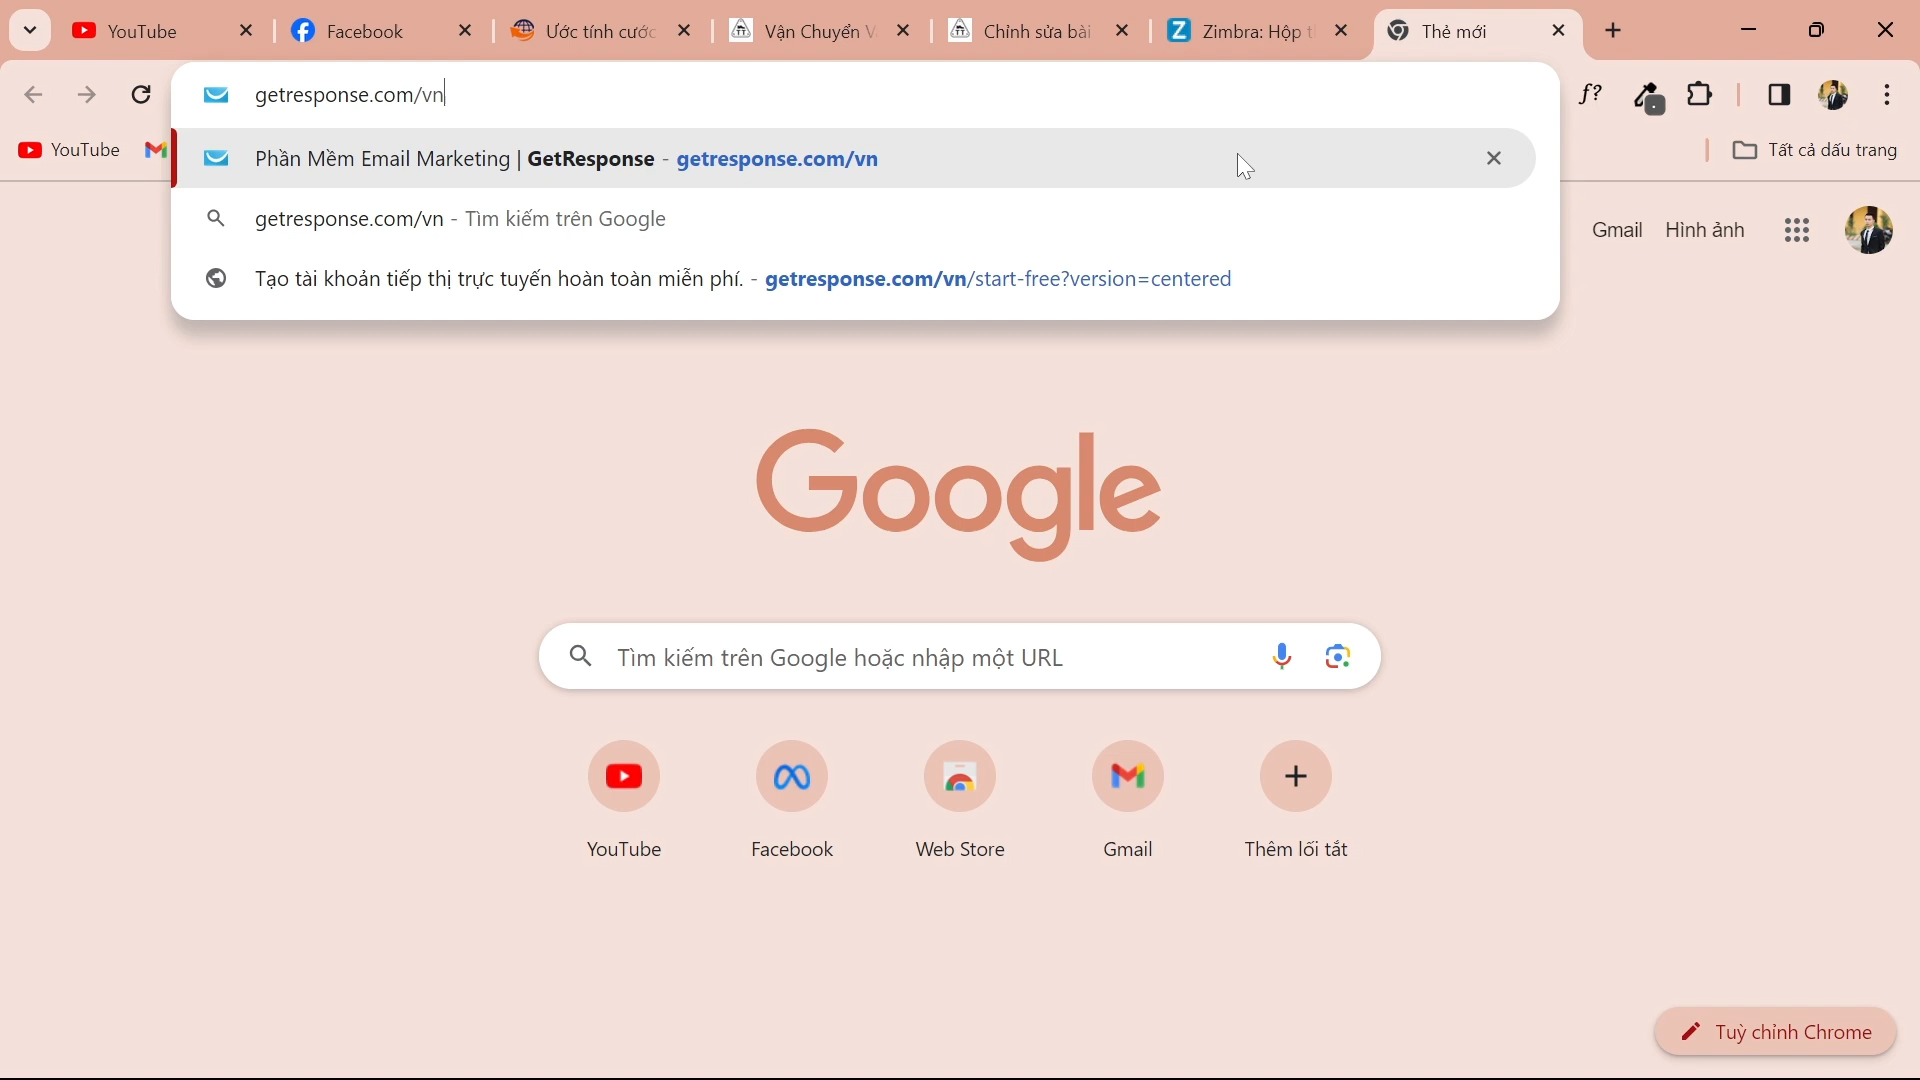 YouTube
Facebook
Ước tính cước
Vận Chuyển V
Chỉnh sửa bài
Zimbra: Hộp t
Thẻ mới
getresponse.com/vn
f?
YouTube
Tất cả dấu trang
Phần Mềm Email Marketing | GetResponse - getresponse.com/vn
getresponse.com/vn - Tìm kiếm trên Google
Tạo tài khoản tiếp thị trực tuyến hoàn toàn miễn phí. - getresponse.com/vn/start-free?version=centered
Gmail
Hình ảnh
Google
Tìm kiếm trên Google hoặc nhập một URL
YouTube
Facebook
Web Store
Gmail
Thêm lối tắt
Tuỳ chỉnh Chrome